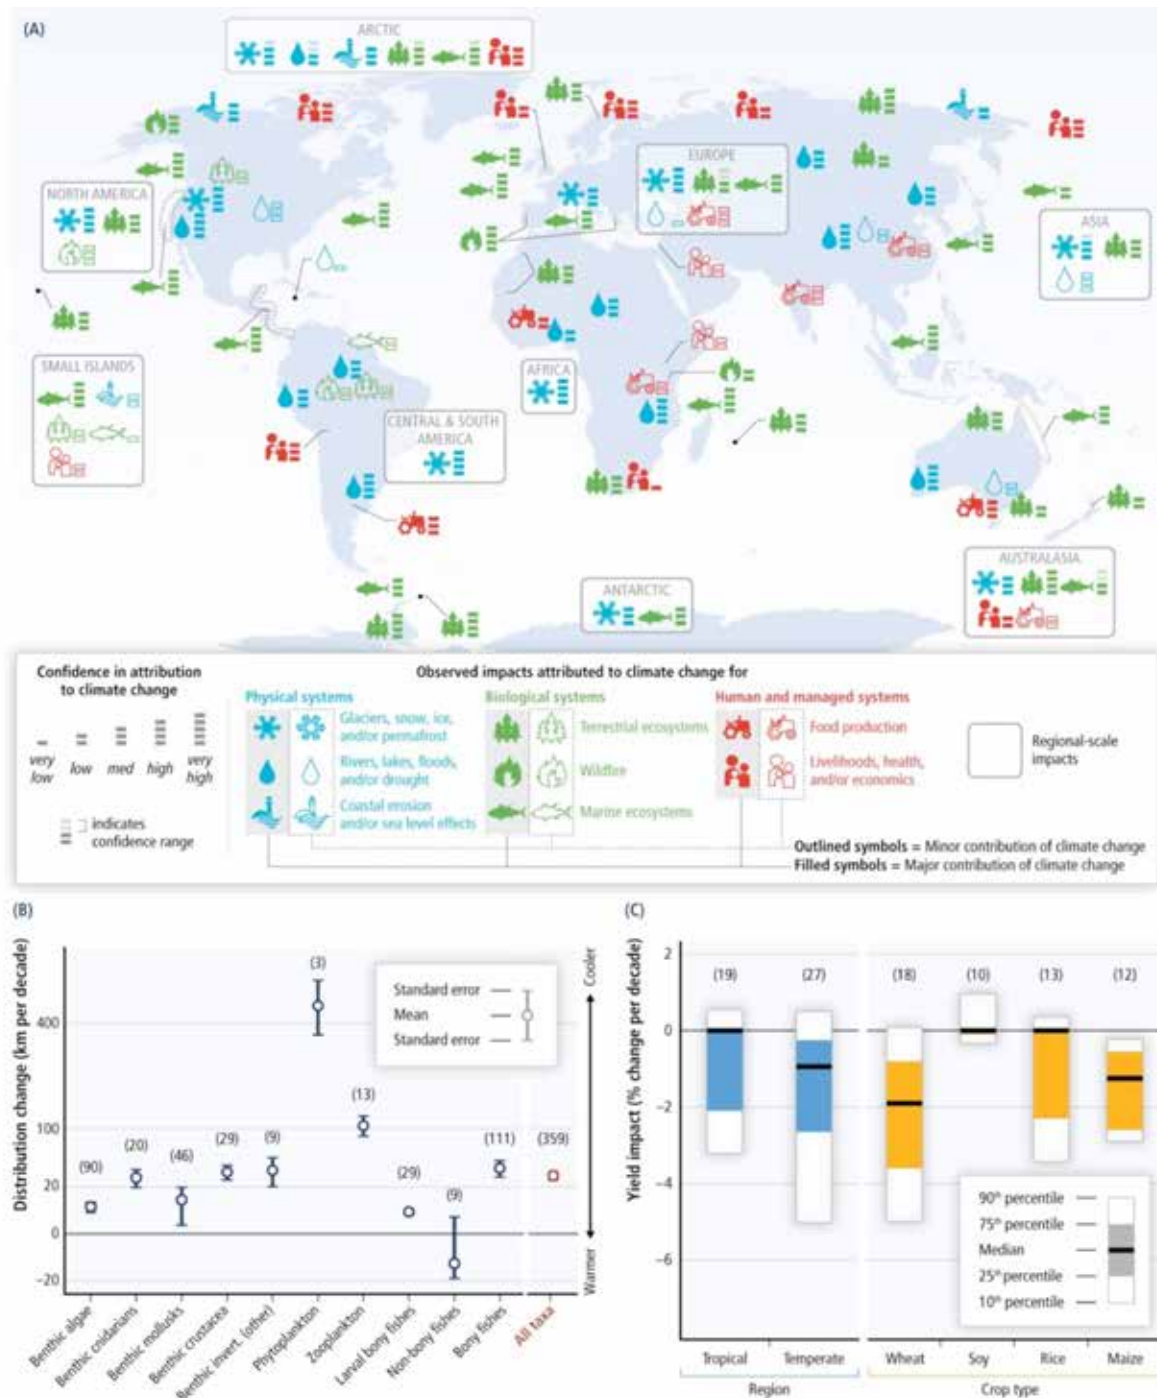 (A)
ARCTIC
NORTH AMERICA
EUROPE
ASIA
SMALL ISLANDS
AFRICA
CENTRAL & SOUTH
AMERICA
ANTARCTIC
AUSTRALASIA
Confidence in attribution
to climate change
very
low
low
med
high
very
high
indicates
confidence range
Observed impacts attributed to climate change for
Physical systems
Glaciers, snow, ice,
and/or permafrost
Rivers, lakes, floods,
and/or drought
Coastal erosion
and/or sea level effects
Biological systems
Terrestrial ecosystems
Wildfire
Marine ecosystems
Human and managed systems
Food production
Livelihoods, health,
and/or economics
Regional-scale
impacts
Outlined symbols = Minor contribution of climate change
Filled symbols = Major contribution of climate change
(B)
Distribution change (km per decade)
400
100
20
0
−20
(90)
(20)
(46)
(29)
(9)
(3)
(13)
(29)
(9)
(111)
(359)
Standard error
Mean
Standard error
Cooler
Warmer
Benthic algae
Benthic cnidarians
Benthic mollusks
Benthic crustacea
Benthic invert. (other)
Phytoplankton
Zooplankton
Larval bony fishes
Non-bony fishes
Bony fishes
All taxa
(C)
Yield impact (% change per decade)
2
0
−2
−4
−6
(19)
(27)
(18)
(10)
(13)
(12)
90th percentile
75th percentile
Median
25th percentile
10th percentile
Tropical
Temperate
Wheat
Soy
Rice
Maize
Region
Crop type